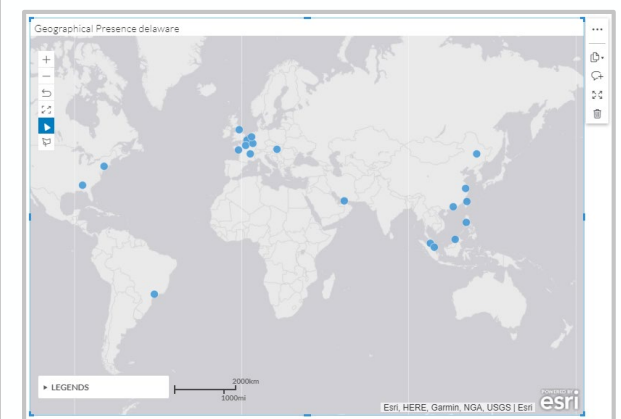 Geographical Presence delaware
▸ LEGENDS
2000km
1000mi
Esri, HERE, Garmin, NGA, USGS | Esri
POWERED BY
esri